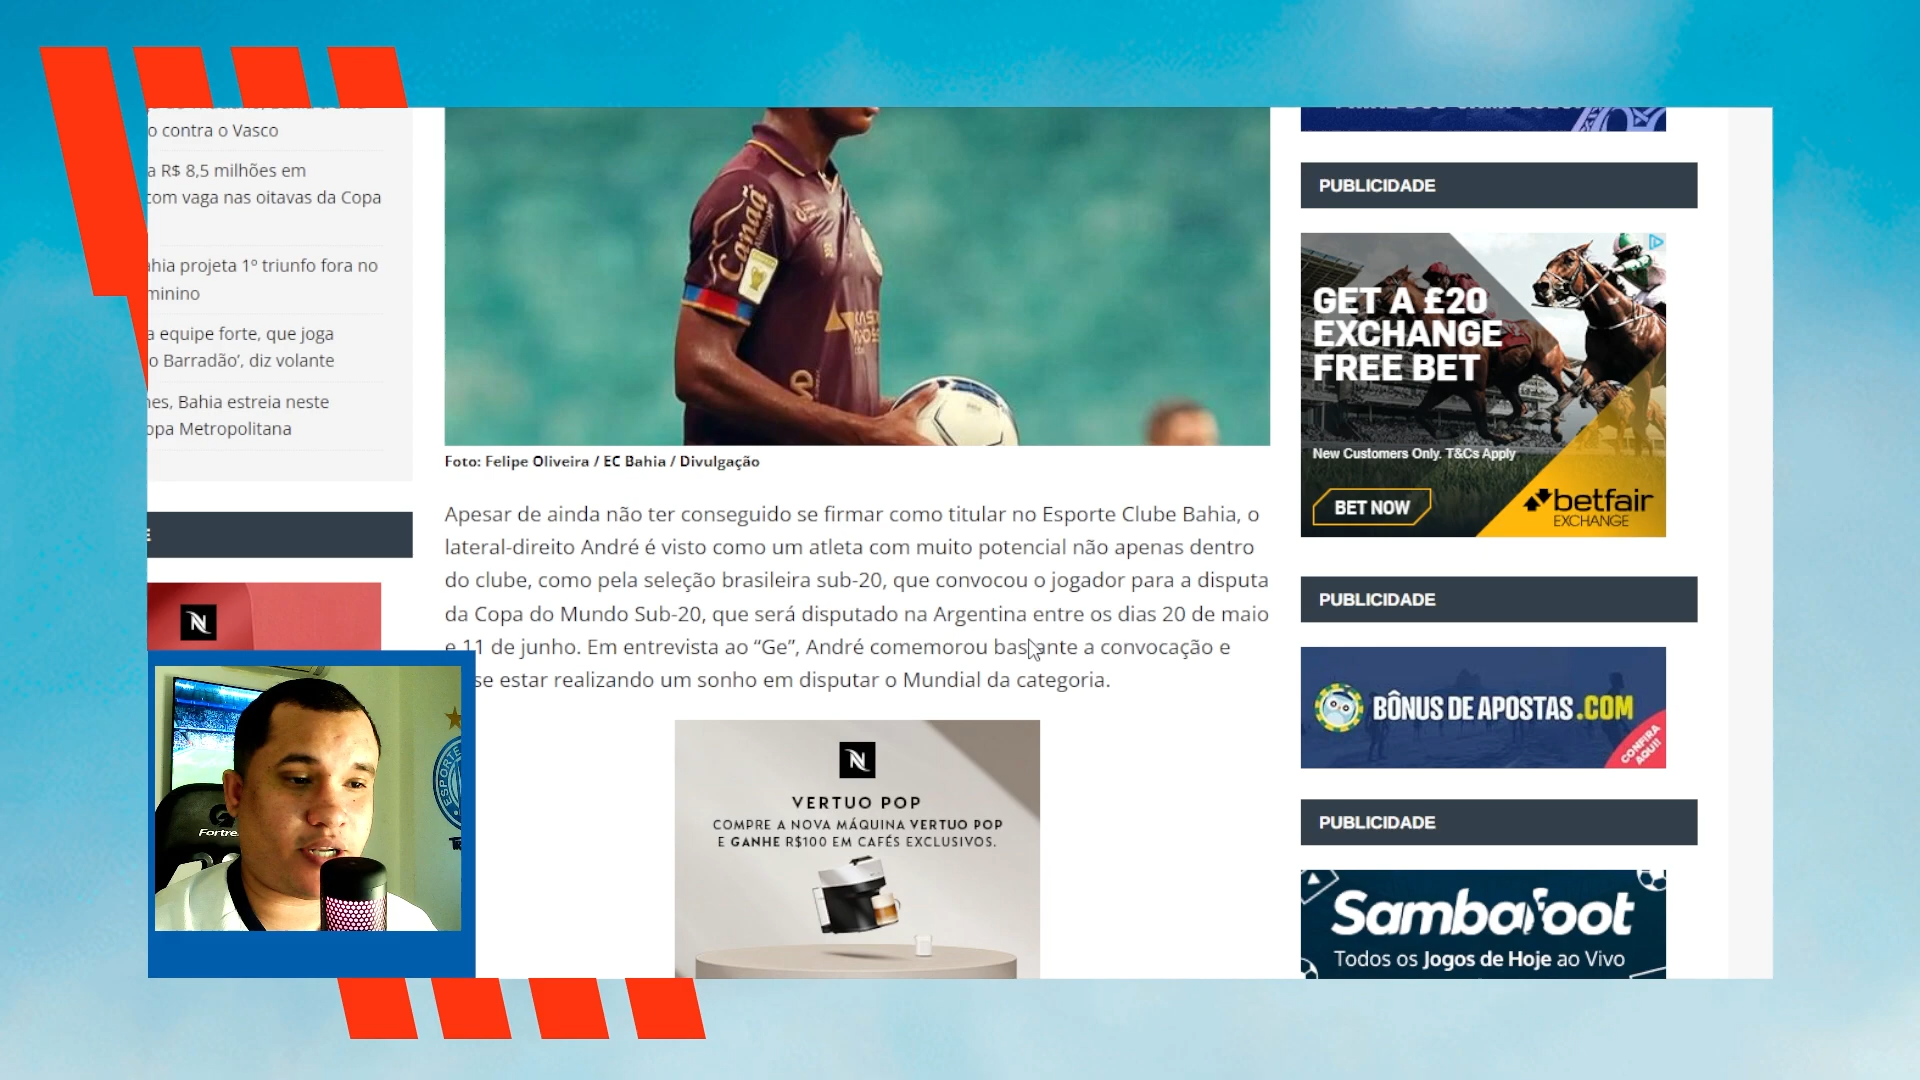 o contra o Vasco
a R$ 8,5 milhões em
com vaga nas oitavas da Copa
ahia projeta 1º triunfo fora no
minino
a equipe forte, que joga
o Barradão’, diz volante
nes, Bahia estreia neste
opa Metropolitana
E
N
Fortre
ESPORTE
Canaã
Foto: Felipe Oliveira / EC Bahia / Divulgação
Apesar de ainda não ter conseguido se firmar como titular no Esporte Clube Bahia, o
lateral-direito André é visto como um atleta com muito potencial não apenas dentro
do clube, como pela seleção brasileira sub-20, que convocou o jogador para a disputa
da Copa do Mundo Sub-20, que será disputado na Argentina entre os dias 20 de maio
e 11 de junho. Em entrevista ao “Ge”, André comemorou bastante a convocação e
se estar realizando um sonho em disputar o Mundial da categoria.
N
VERTUO POP
COMPRE A NOVA MÁQUINA VERTUO POP
E GANHE R$100 EM CAFÉS EXCLUSIVOS.
PUBLICIDADE
GET A £20
EXCHANGE
FREE BET
New Customers Only. T&Cs Apply
BET NOW
betfair
EXCHANGE
PUBLICIDADE
BÔNUS DE APOSTAS.COM
CONFIRA
AQUI!
PUBLICIDADE
Sambafoot
Todos os Jogos de Hoje ao Vivo